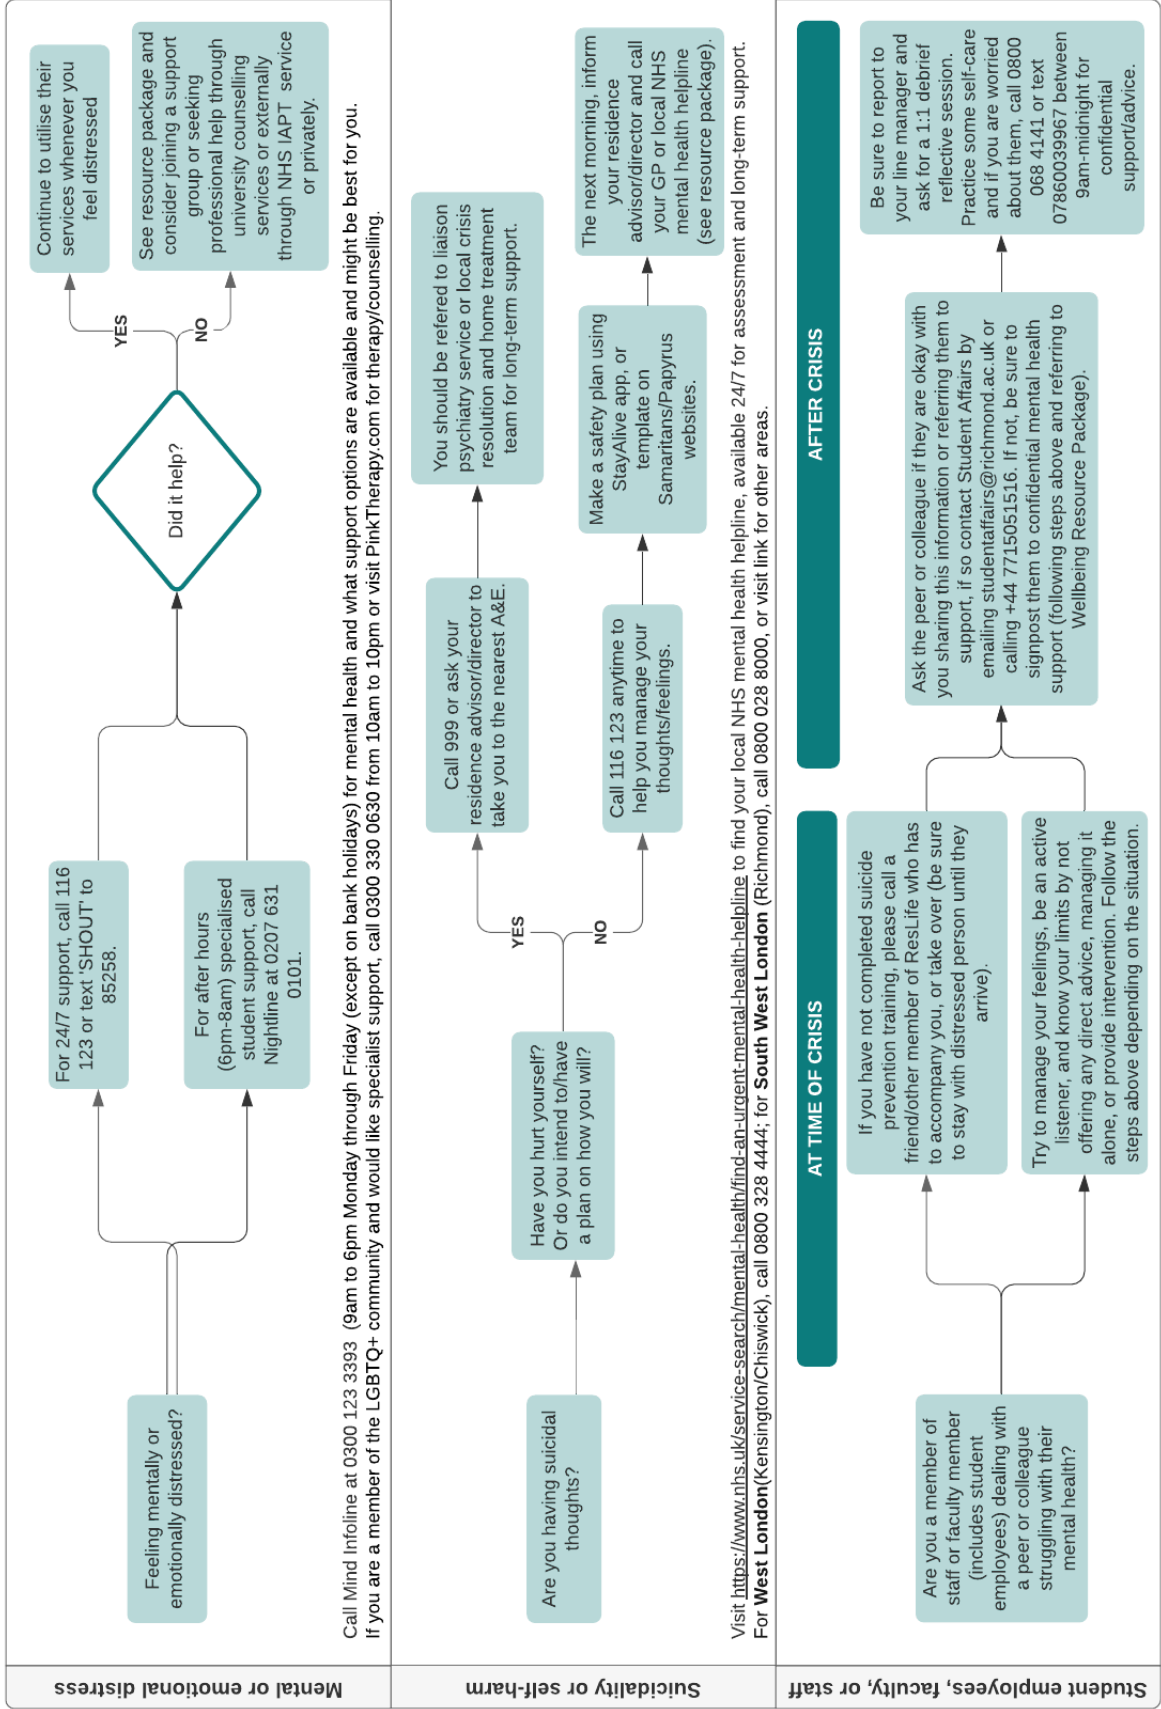 Mental or emotional distress
Feeling mentally or
emotionally distressed?
For 24/7 support, call 116
123 or text 'SHOUT' to
85258.
For after hours
(6pm-8am) specialised
student support, call
Nightline at 0207 631
0101.
Did it help?
YES
NO
Continue to utilise their
services whenever you
feel distressed
See resource package and
consider joining a support
group or seeking
professional help through
university counselling
services or externally
through NHS IAPT service
or privately.
Call Mind Infoline at 0300 123 3393 (9am to 6pm Monday through Friday (except on bank holidays) for mental health and what support options are available and might be best for you.
If you are a member of the LGBTQ+ community and would like specialist support, call 0300 330 0630 from 10am to 10pm or visit PinkTherapy.com for therapy/counselling.
Suicidality or self-harm
Are you having suicidal
thoughts?
Have you hurt yourself?
Or do you intend to/have
a plan on how you will?
YES
NO
Call 999 or ask your
residence advisor/director to
take you to the nearest A&E.
You should be refered to liaison
psychiatry service or local crisis
resolution and home treatment
team for long-term support.
Call 116 123 anytime to
help you manage your
thoughts/feelings.
Make a safety plan using
StayAlive app, or
template on
Samaritans/Papyrus
websites.
The next morning, inform
your residence
advisor/director and call
your GP or local NHS
mental health helpline
(see resource package).
Visit https://www.nhs.uk/service-search/mental-health/find-an-urgent-mental-health-helpline to find your local NHS mental health helpline, available 24/7 for assessment and long-term support.
For West London(Kensington/Chiswick), call 0800 328 4444; for South West London (Richmond), call 0800 028 8000, or visit link for other areas.
Student employees, faculty, or staff
AT TIME OF CRISIS
AFTER CRISIS
Are you a member of
staff or faculty member
(includes student
employees) dealing with
a peer or colleague
struggling with their
mental health?
If you have not completed suicide
prevention training, please call a
friend/other member of ResLife who has
to accompany you, or take over (be sure
to stay with distressed person until they
arrive).
Try to manage your feelings, be an active
listener, and know your limits by not
offering any direct advice, managing it
alone, or provide intervention. Follow the
steps above depending on the situation.
Ask the peer or colleague if they are okay with
you sharing this information or referring them to
support, if so contact Student Affairs by
emailing studentaffairs@richmond.ac.uk or
calling +44 7715051516. If not, be sure to
signpost them to confidential mental health
support (following steps above and referring to
Wellbeing Resource Package).
Be sure to report to
your line manager and
ask for a 1:1 debrief
reflective session.
Practice some self-care
and if you are worried
about them, call 0800
068 4141 or text
07860039967 between
9am-midnight for
confidential
support/advice.